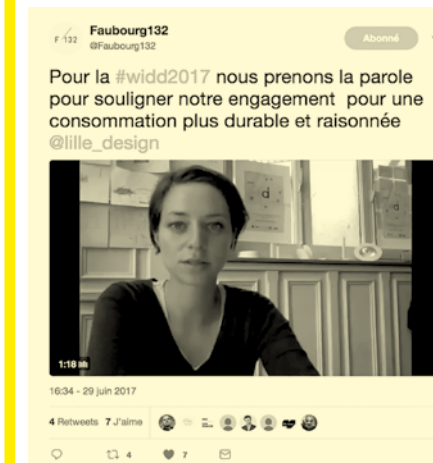 F 132
Faubourg132
@Faubourg132
Abonné
Pour la #widd2017 nous prenons la parole
pour souligner notre engagement pour une
consommation plus durable et raisonnée
@lille_design
d
1:18
16:34 - 29 juin 2017
4 Retweets 7 J'aime
4 7